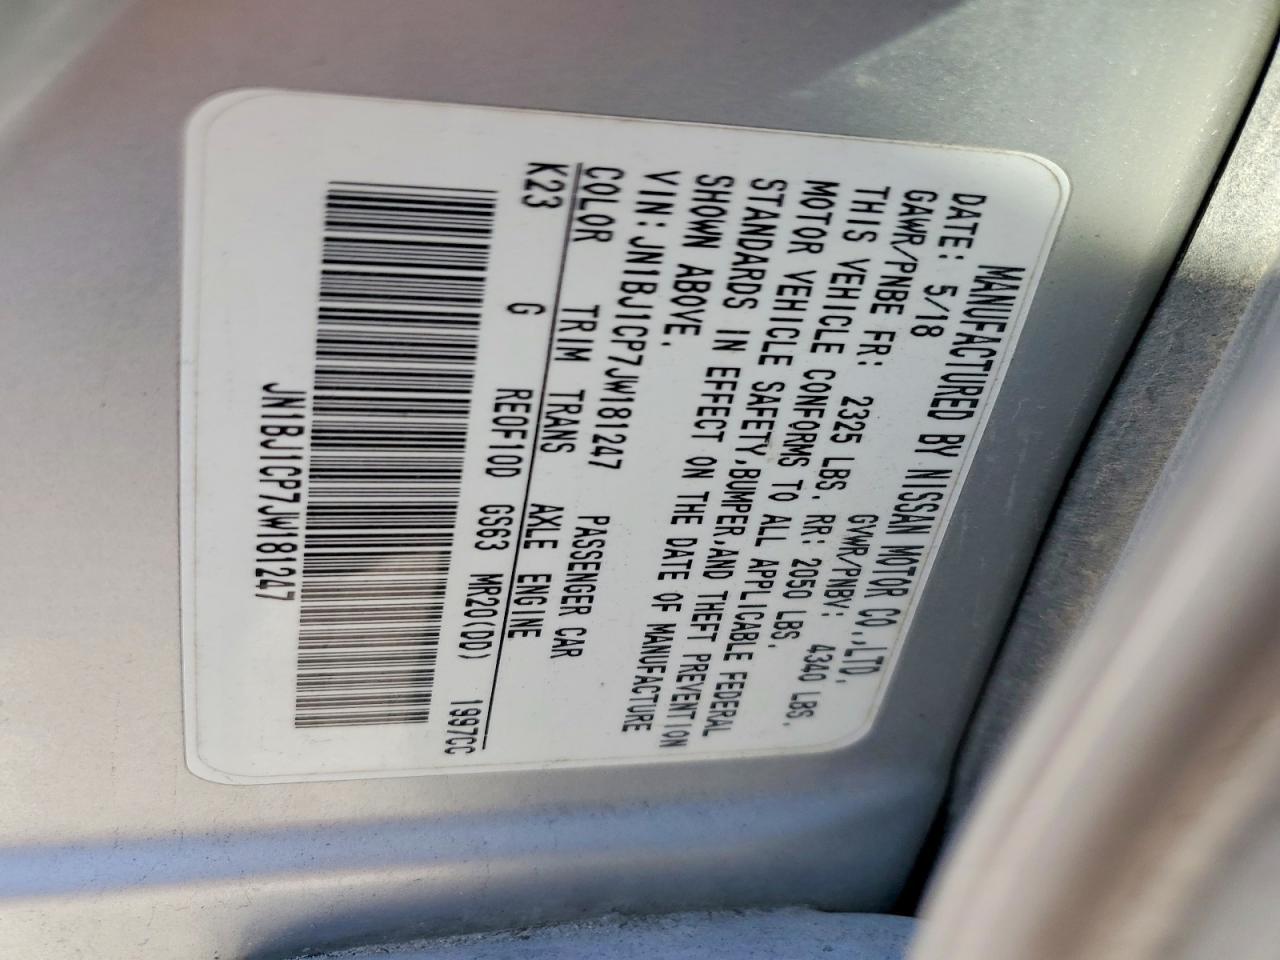 MANUFACTURED BY NISSAN MOTOR CO.,LTD.
DATE: 5/18 GVWR/PNBV: 4340 LBS.
GAWR/PNBE FR: 2325 LBS. RR: 2050 LBS.
THIS VEHICLE CONFORMS TO ALL APPLICABLE FEDERAL
MOTOR VEHICLE SAFETY,BUMPER,AND THEFT PREVENTION
STANDARDS IN EFFECT ON THE DATE OF MANUFACTURE
SHOWN ABOVE.
VIN:JN1BJ1CP7JW181247 PASSENGER CAR
COLOR TRIM TRANS AXLE ENGINE
K23 G RE0F10D GS63 MR20(DD) 1997CC
JN1BJ1CP7JW181247